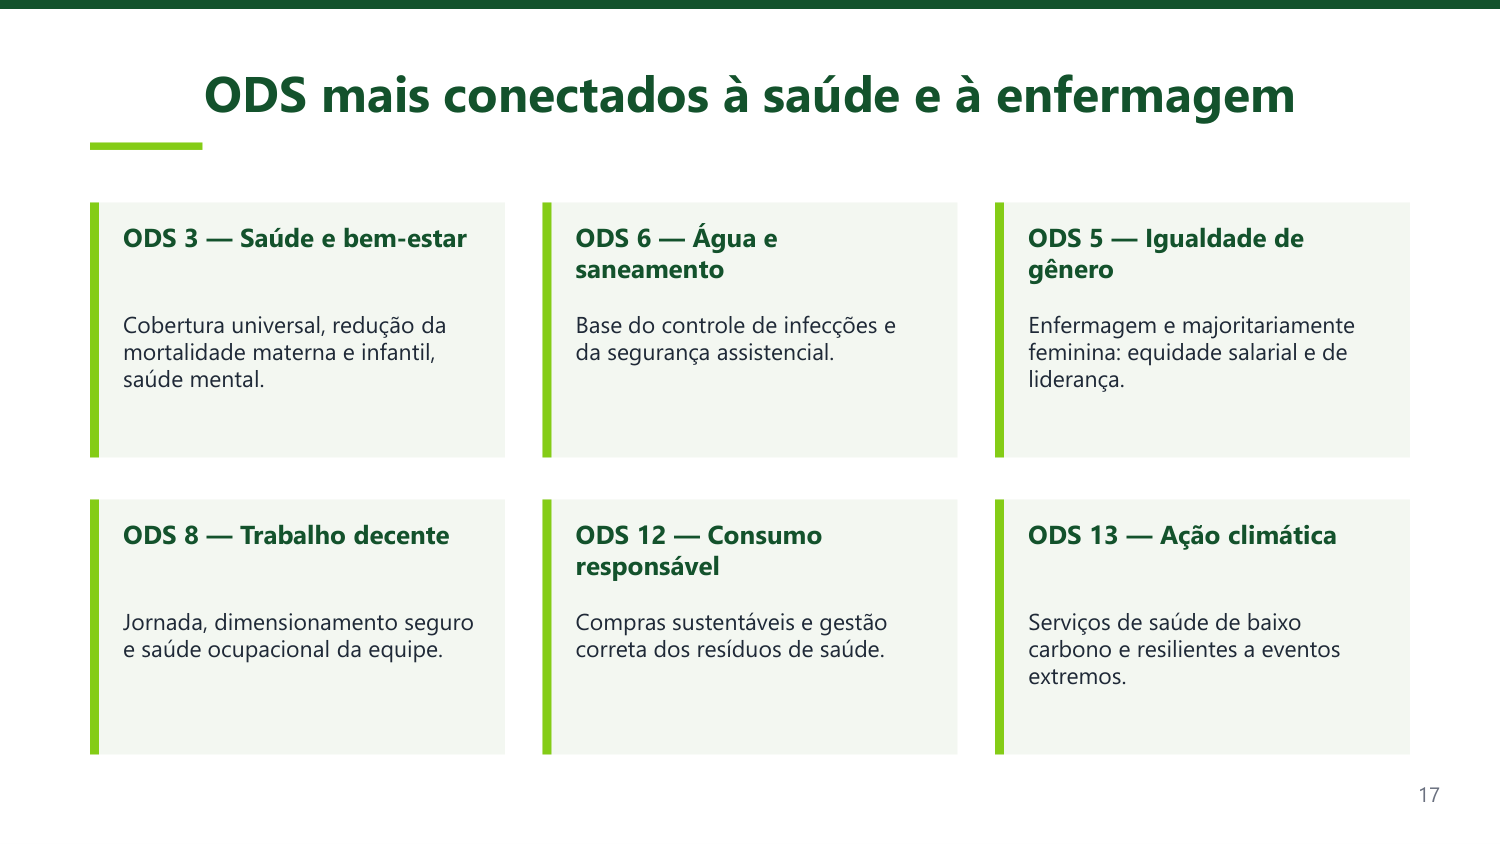 ODS mais conectados à saúde e à enfermagem
ODS 3 — Saúde e bem-estar
Cobertura universal, redução da
mortalidade materna e infantil,
saúde mental.
ODS 6 — Água e
saneamento
Base do controle de infecções e
da segurança assistencial.
ODS 5 — Igualdade de
gênero
Enfermagem e majoritariamente
feminina: equidade salarial e de
liderança.
ODS 8 — Trabalho decente
Jornada, dimensionamento seguro
e saúde ocupacional da equipe.
ODS 12 — Consumo
responsável
Compras sustentáveis e gestão
correta dos resíduos de saúde.
ODS 13 — Ação climática
Serviços de saúde de baixo
carbono e resilientes a eventos
extremos.
17